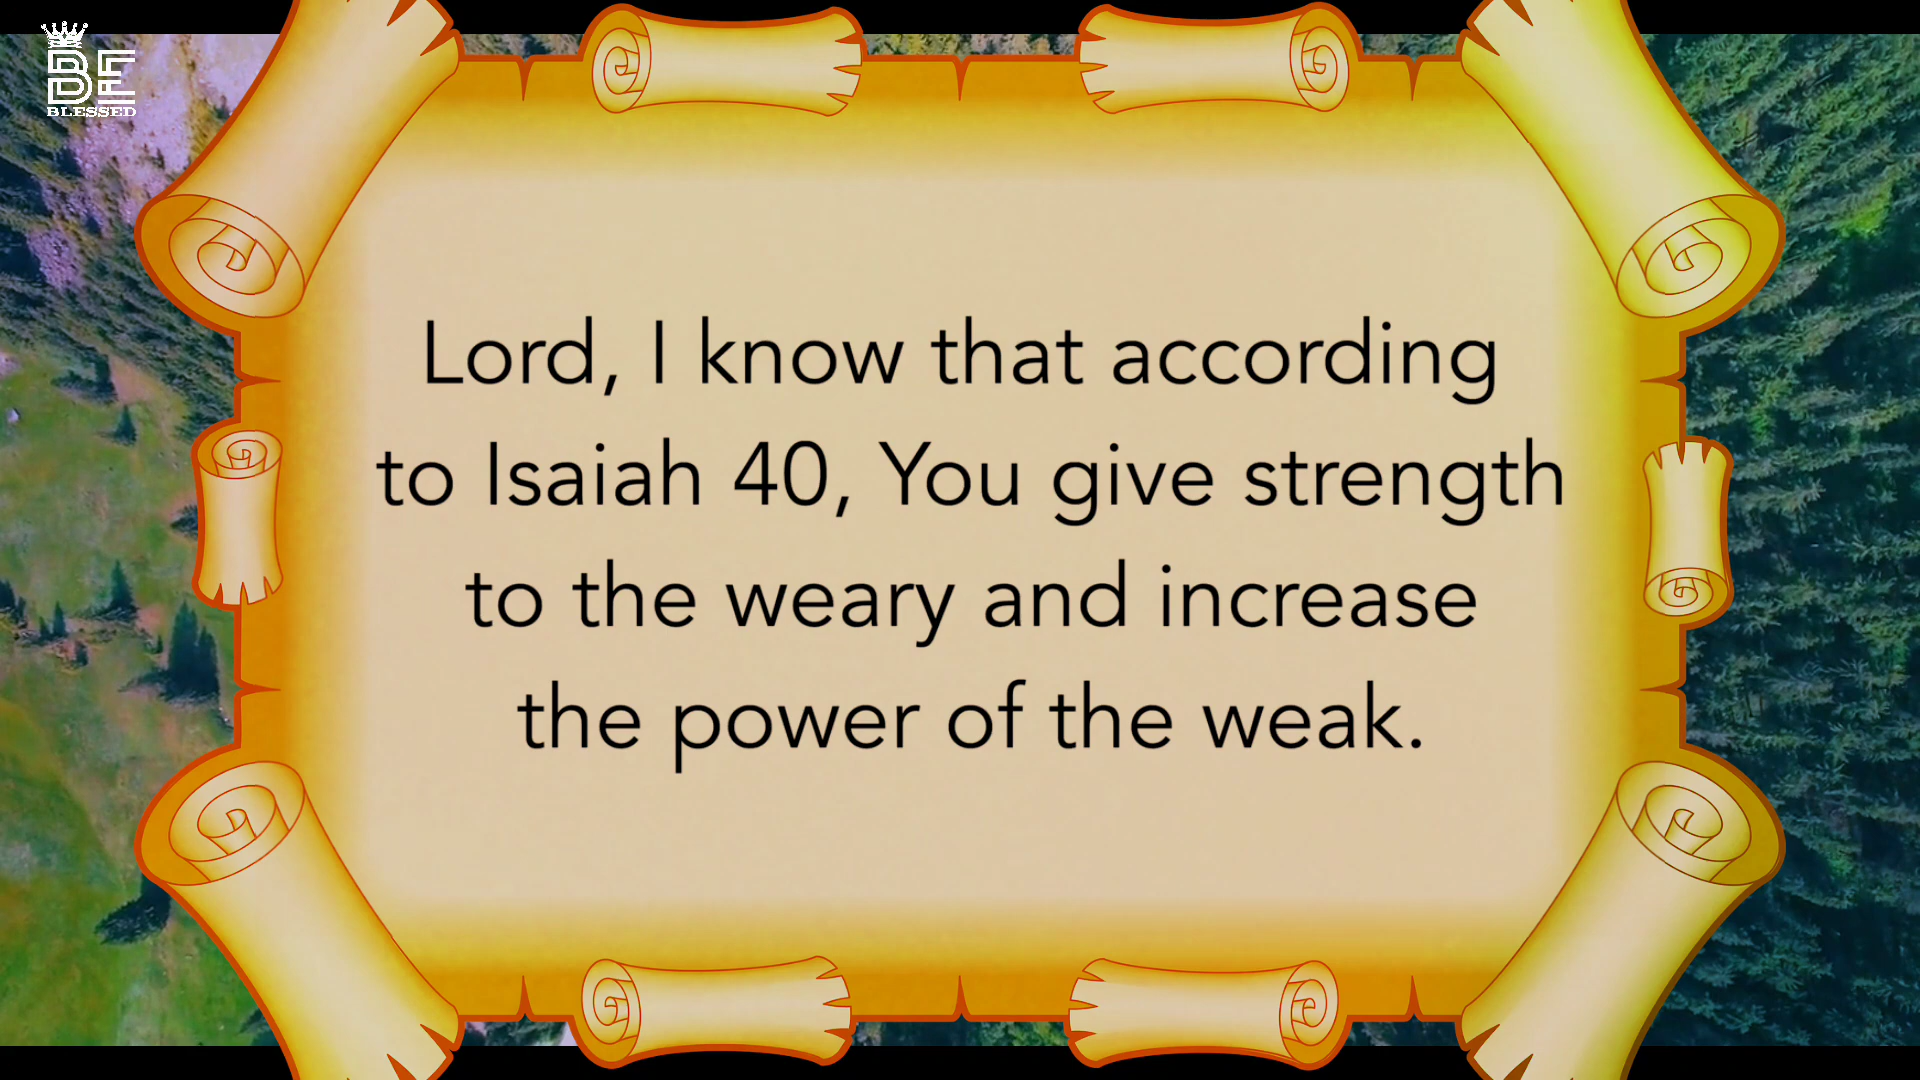 BE
BLESSED
Lord, I know that according
to Isaiah 40, You give strength
to the weary and increase
the power of the weak.